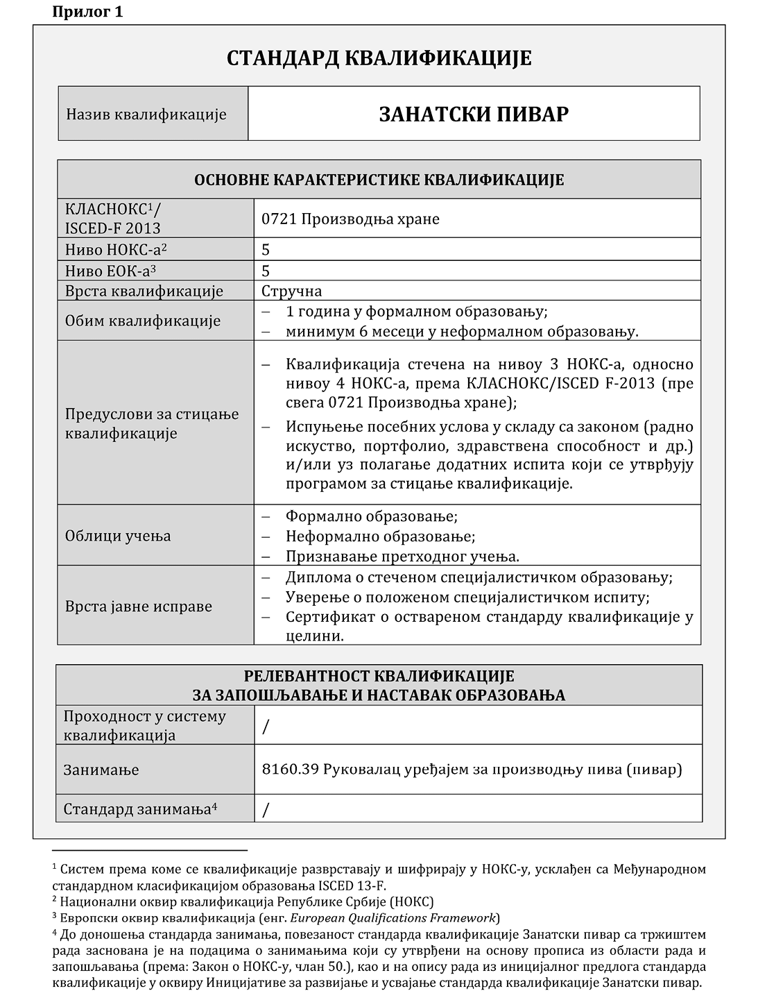 Прилог 1
СТАНДАРД КВАЛИФИКАЦИЈЕ
Назив квалификације
ЗАНАТСКИ ПИВАР
ОСНОВНЕ КАРАКТЕРИСТИКЕ КВАЛИФИКАЦИЈЕ
КЛАСНОКС¹/
ISCED-F 2013
0721 Производња хране
Ниво НОКС-а²
5
Ниво ЕОК-а³
5
Врста квалификације
Стручна
Обим квалификације
– 1 година у формалном образовању;
– минимум 6 месеци у неформалном образовању.
Предуслови за стицање
квалификације
– Квалификација стечена на нивоу 3 НОКС-а, односно
нивоу 4 НОКС-а, према КЛАСНОКС/ISCED F-2013 (пре
свега 0721 Производња хране);
– Испуњење посебних услова у складу са законом (радно
искуство, портфолио, здравствена способност и др.)
и/или уз полагање додатних испита који се утврђују
програмом за стицање квалификације.
Облици учења
– Формално образовање;
– Неформално образовање;
– Признавање претходног учења.
Врста јавне исправе
– Диплома о стеченом специјалистичком образовању;
– Уверење о положеном специјалистичком испиту;
– Сертификат о оствареном стандарду квалификације у
целини.
РЕЛЕВАНТНОСТ КВАЛИФИКАЦИЈЕ
ЗА ЗАПОШЉАВАЊЕ И НАСТАВАК ОБРАЗОВАЊА
Проходност у систему
квалификација
/
Занимање
8160.39 Руковалац уређајем за производњу пива (пивар)
Стандард занимања⁴
/
¹ Систем према коме се квалификације разврставају и шифрирају у НОКС-у, усклађен са Међународном
стандардном класификацијом образовања ISCED 13-F.
² Национални оквир квалификација Републике Србије (НОКС)
³ Европски оквир квалификација (енг. European Qualifications Framework)
⁴ До доношења стандарда занимања, повезаност стандарда квалификације Занатски пивар са тржиштем
рада заснована је на подацима о занимањима који су утврђени на основу прописа из области рада и
запошљавања (према: Закон о НОКС-у, члан 50.), као и на опису рада из иницијалног предлога стандарда
квалификације у оквиру Иницијативе за развијање и усвајање стандарда квалификације Занатски пивар.